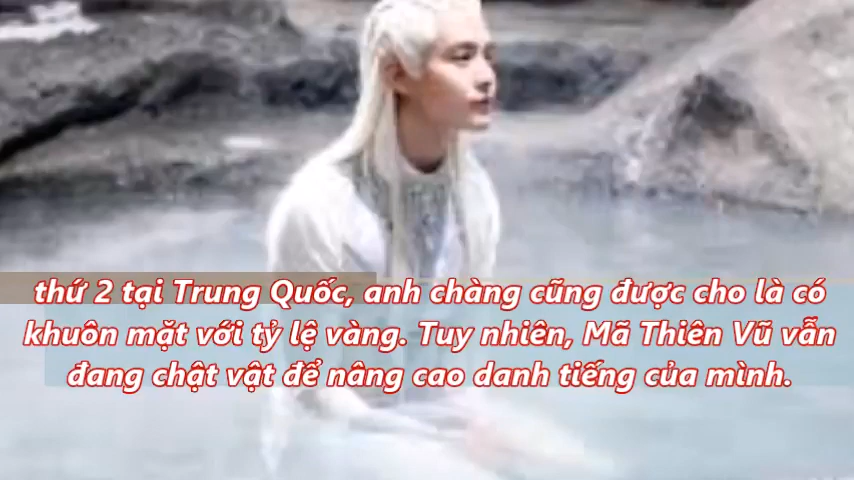 thứ 2 tại Trung Quốc, anh chàng cũng được cho là có
khuôn mặt với tỷ lệ vàng. Tuy nhiên, Mã Thiên Vũ vẫn
đang chật vật để nâng cao danh tiếng của mình.